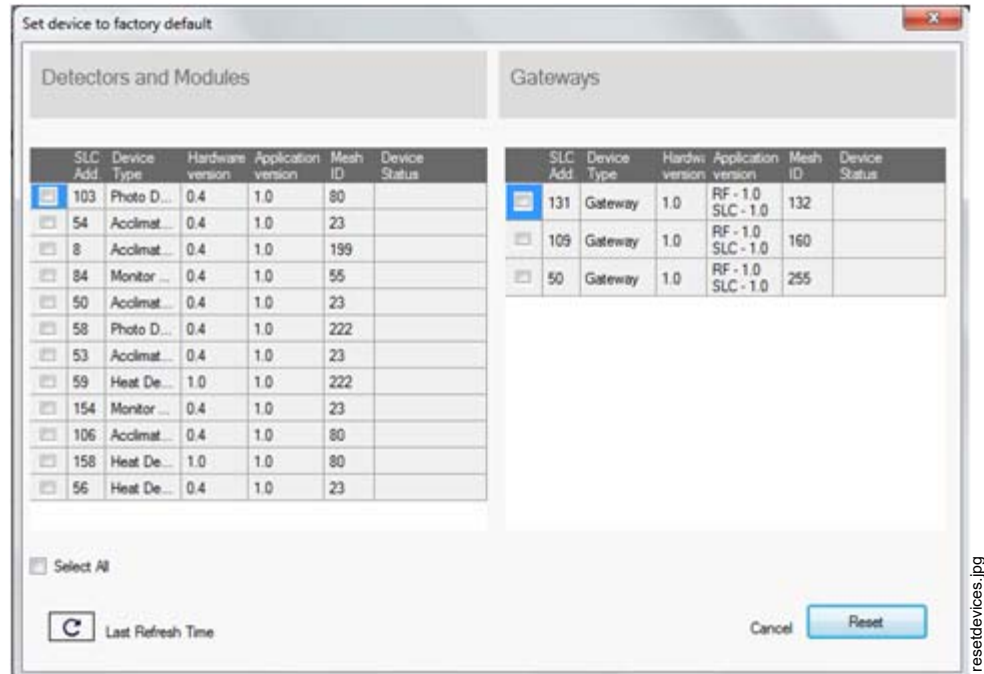 Set device to factory default
Detectors and Modules
SLC Add. Device Type Hardware version Application version Mesh ID Device Status
103 Photo D... 0.4 1.0 80
54 Acclimat... 0.4 1.0 23
8 Acclimat... 0.4 1.0 199
84 Monitor ... 0.4 1.0 55
50 Acclimat... 0.4 1.0 23
58 Photo D... 0.4 1.0 222
53 Acclimat... 0.4 1.0 23
59 Heat De... 1.0 1.0 222
154 Monitor ... 0.4 1.0 23
106 Acclimat... 0.4 1.0 80
158 Heat De... 1.0 1.0 80
56 Heat De... 0.4 1.0 23
Gateways
SLC Add. Device Type Hardwa version Application version Mesh ID Device Status
131 Gateway 1.0 RF - 1.0 SLC - 1.0 132
109 Gateway 1.0 RF - 1.0 SLC - 1.0 160
50 Gateway 1.0 RF - 1.0 SLC - 1.0 255
Select All
Last Refresh Time
Cancel
Reset
resetdevices.jpg